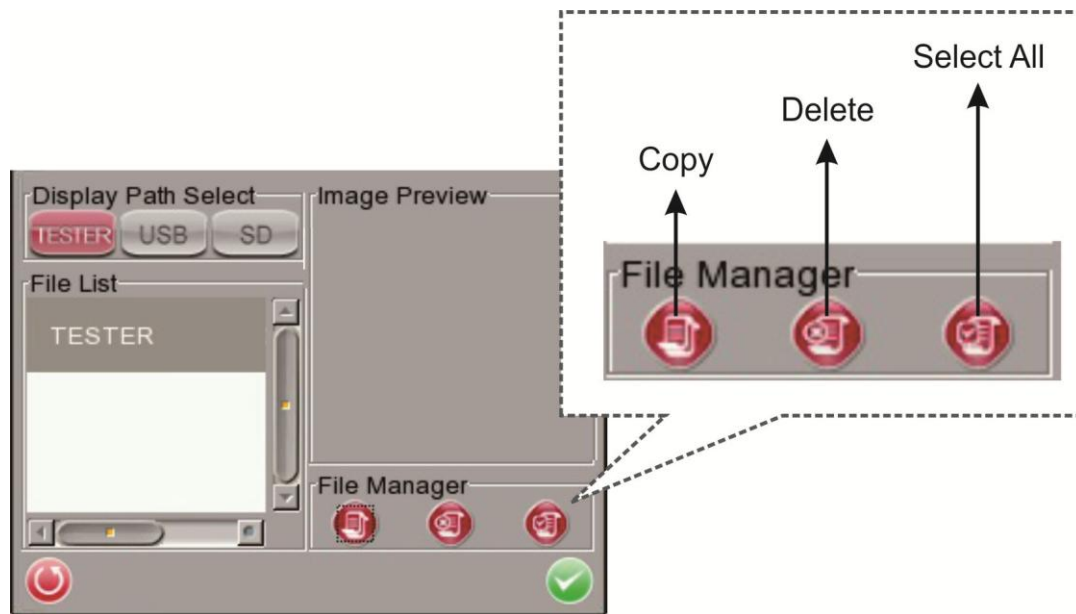 Select All
Delete
Copy
File Manager
Display Path Select
TESTER USB SD
Image Preview
File List
TESTER
File Manager